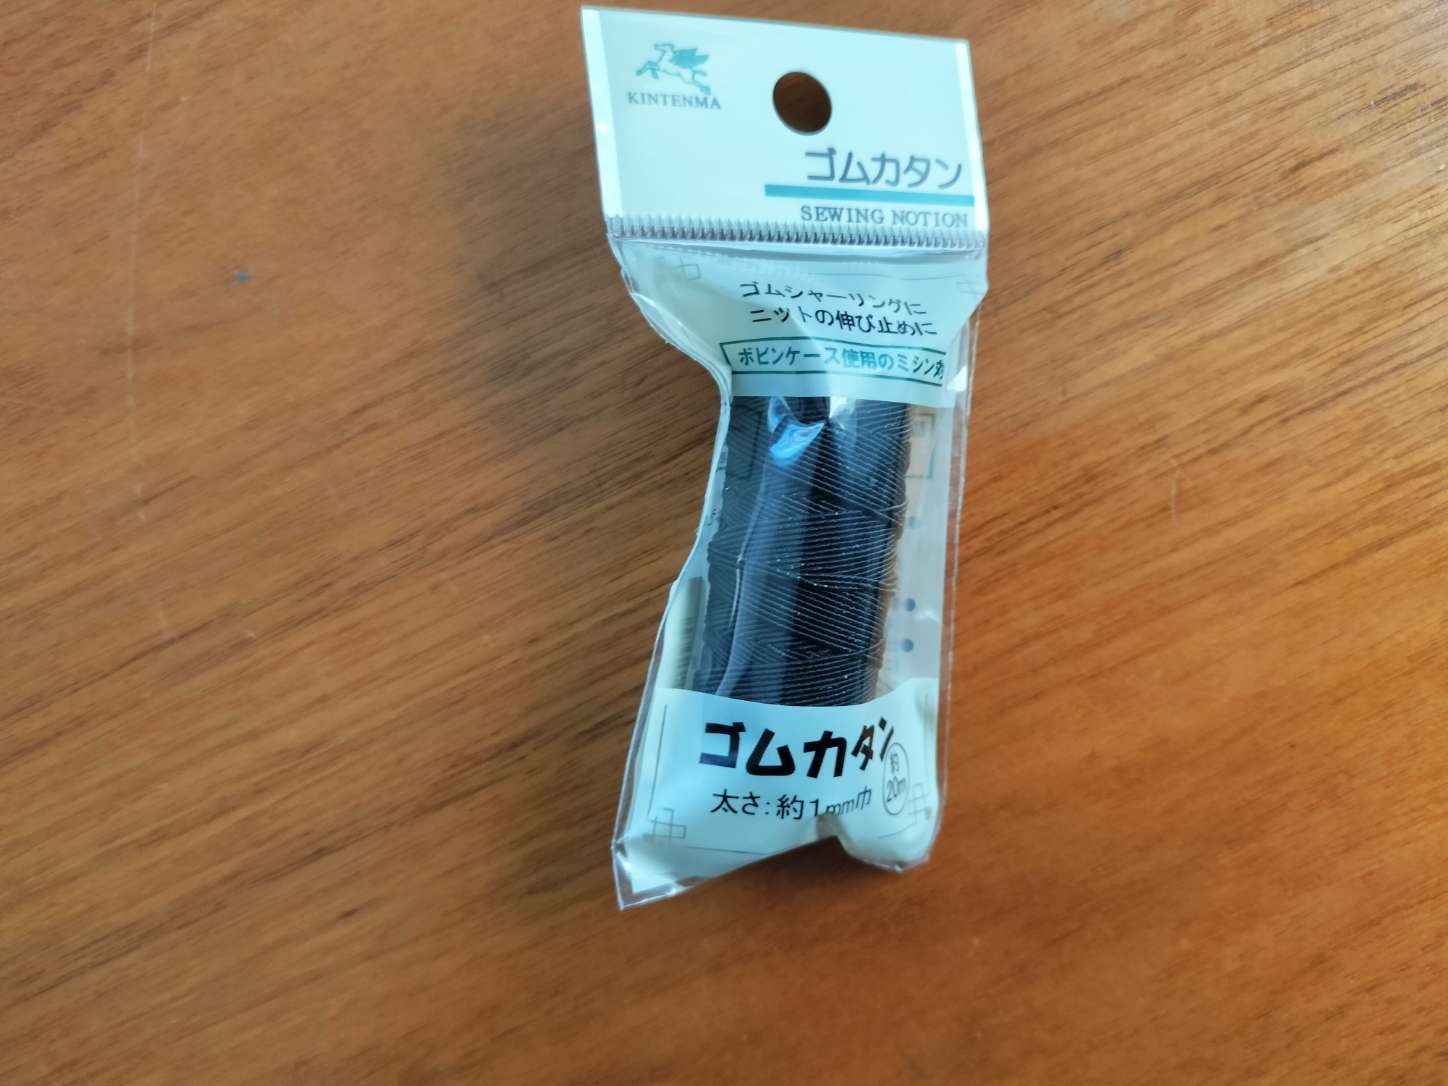 KINTENMA
ゴムカタン
SEWING NOTION
ゴムシャーリングに
ニットの伸び止めに
ボビンケース使用のミシン対
ゴムカタン
約
20m
太さ:約1mm巾